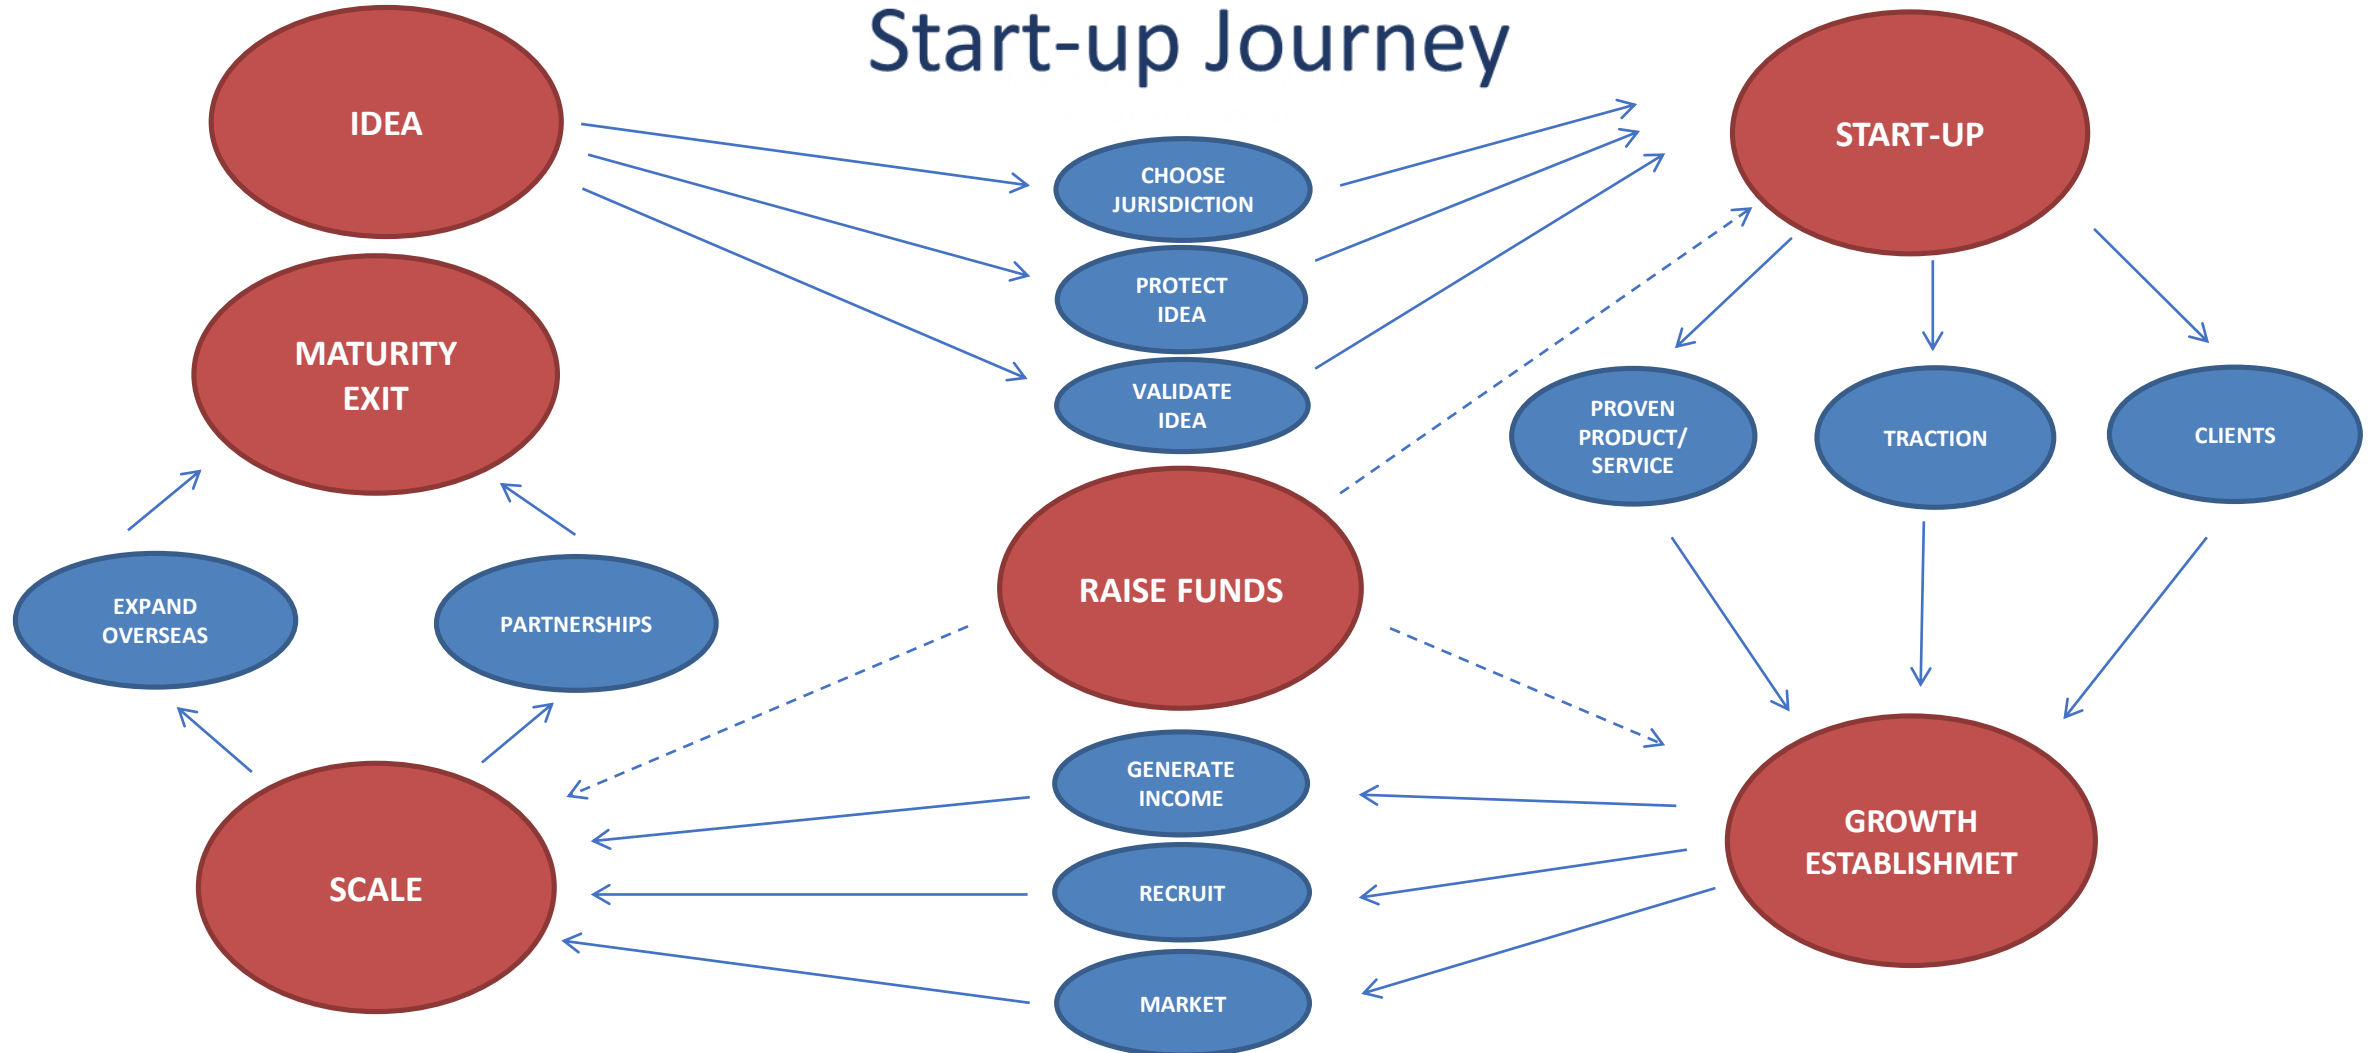 Start-up Journey
IDEA
START-UP
CHOOSE
JURISDICTION
PROTECT
IDEA
VALIDATE
IDEA
MATURITY
EXIT
PROVEN
PRODUCT/
SERVICE
TRACTION
CLIENTS
RAISE FUNDS
EXPAND
OVERSEAS
PARTNERSHIPS
GENERATE
INCOME
RECRUIT
MARKET
GROWTH
ESTABLISHMET
SCALE